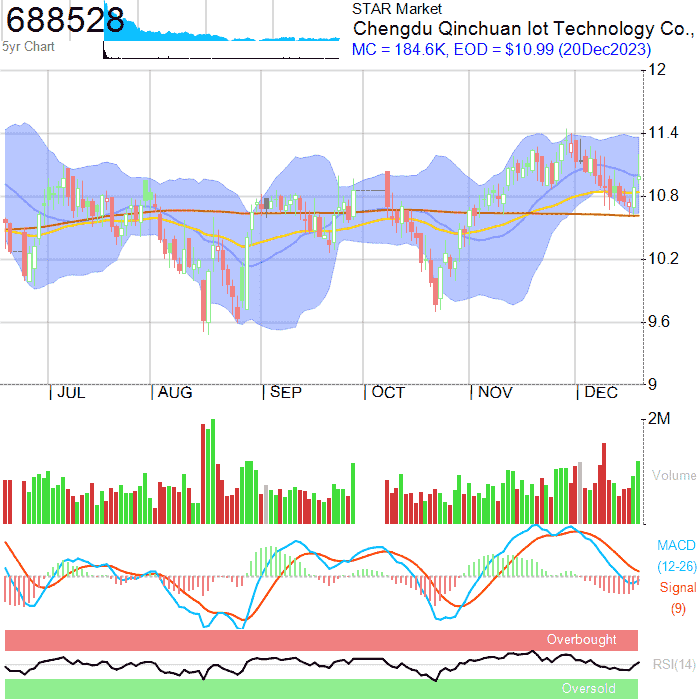 688528
5yr Chart
STAR Market
Chengdu Qinchuan Iot Technology Co.,
MC = 184.6K, EOD = $10.99 (20Dec2023)
12
11.4
10.8
10.2
9.6
9
JUL AUG SEP OCT NOV DEC
2M
Volume
MACD
(12-26)
Signal
(9)
Overbought
RSI(14)
Oversold